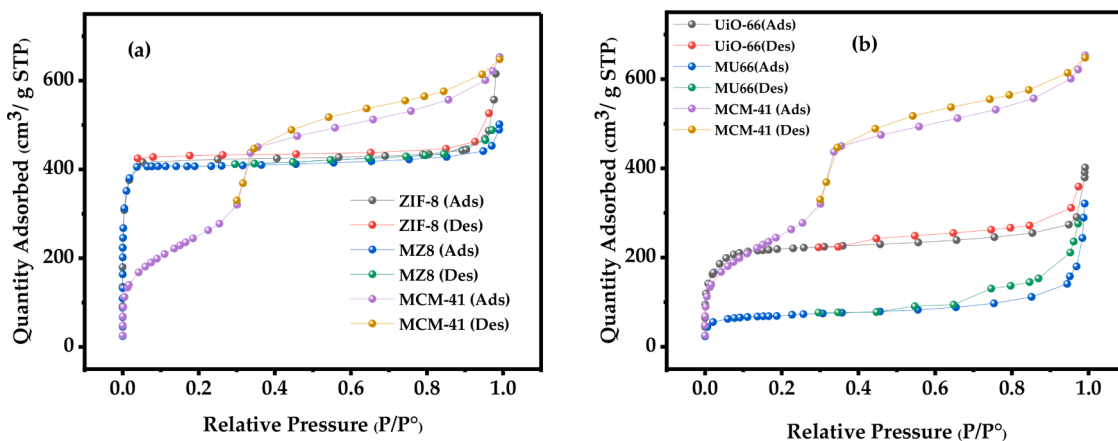 (a)
600
400
200
0
Quantity Adsorbed (cm³/ g STP)
ZIF-8 (Ads)
ZIF-8 (Des)
MZ8 (Ads)
MZ8 (Des)
MCM-41 (Ads)
MCM-41 (Des)
0.0 0.2 0.4 0.6 0.8 1.0
Relative Pressure (P/P°)
(b)
UiO-66(Ads)
UiO-66(Des)
MU66(Ads)
MU66(Des)
MCM-41 (Ads)
MCM-41 (Des)
600
400
200
0
Quantity Adsorbed (cm³/ g STP)
0.0 0.2 0.4 0.6 0.8 1.0
Relative Pressure (P/P°)